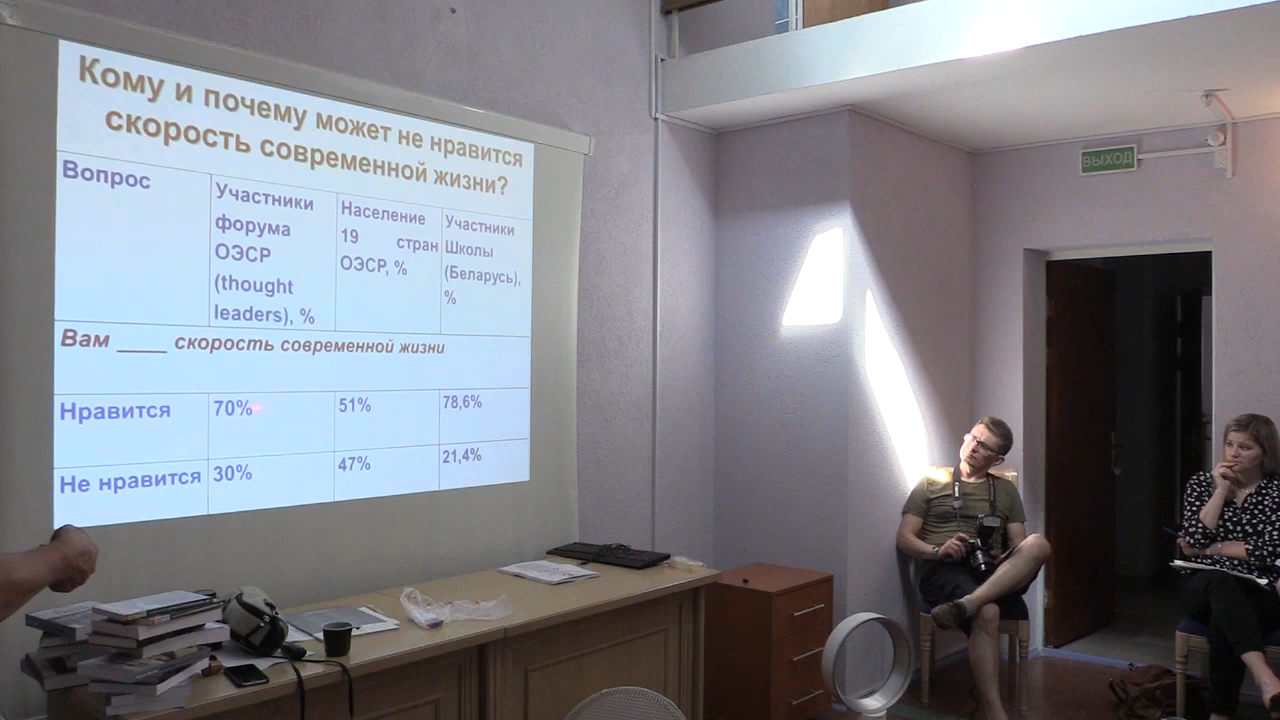 Кому и почему может не нравится
скорость современной жизни?
Вопрос
Участники
форума
ОЭСР
(thought
leaders), %
Население
19 стран
ОЭСР, %
Участники
Школы
(Беларусь),
%
Вам ____ скорость современной жизни
Нравится 70% 51% 78,6%
Не нравится 30% 47% 21,4%
ВЫХОД